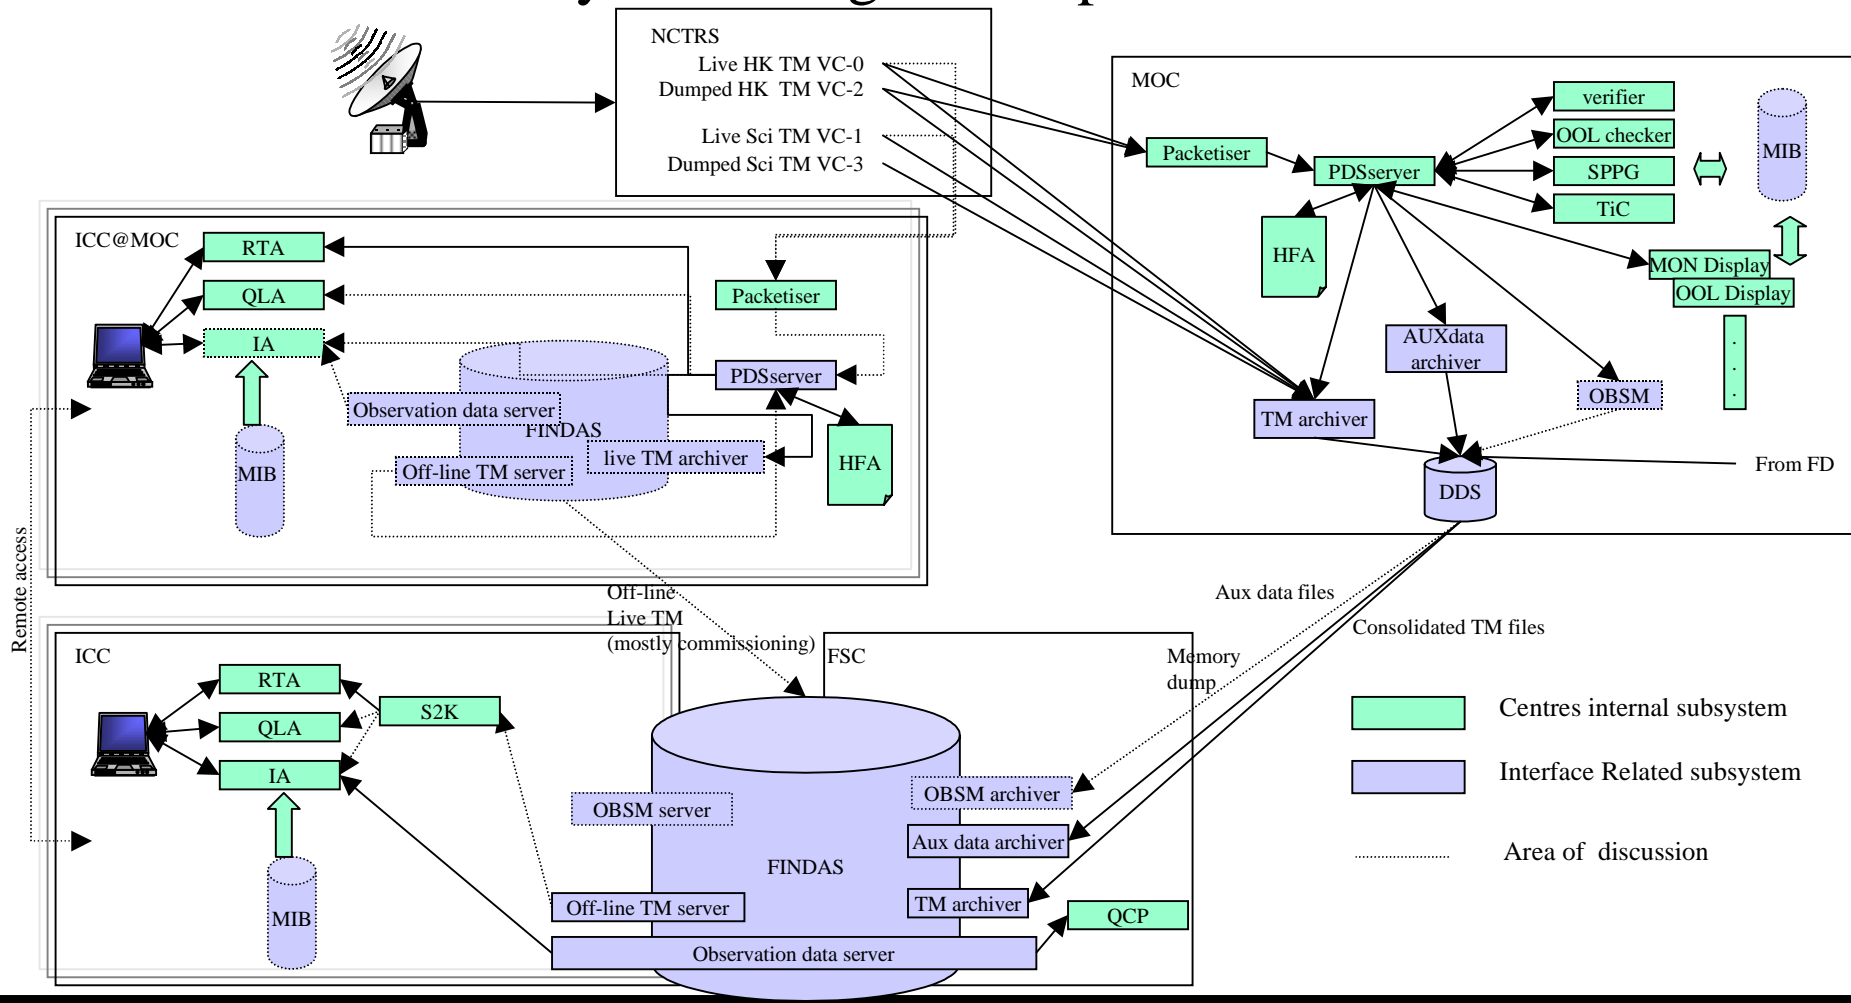 NCTRS
Live HK TM VC-0
Dumped HK TM VC-2
Live Sci TM VC-1
Dumped Sci TM VC-3
MOC
verifier
OOL checker
SPPG
TiC
MIB
Packetiser
PDSserver
HFA
MON Display
OOL Display
.
.
.
AUXdata
archiver
OBSM
TM archiver
DDS
From FD
ICC@MOC
RTA
QLA
IA
MIB
Packetiser
PDSserver
Observation data server
FINDAS
live TM archiver
Off-line TM server
HFA
Remote access
Off-line
Live TM
(mostly commissioning)
Aux data files
Consolidated TM files
Memory
dump
ICC
RTA
QLA
IA
S2K
MIB
FSC
OBSM server
OBSM archiver
Aux data archiver
FINDAS
Off-line TM server
TM archiver
QCP
Observation data server
Centres internal subsystem
Interface Related subsystem
Area of discussion